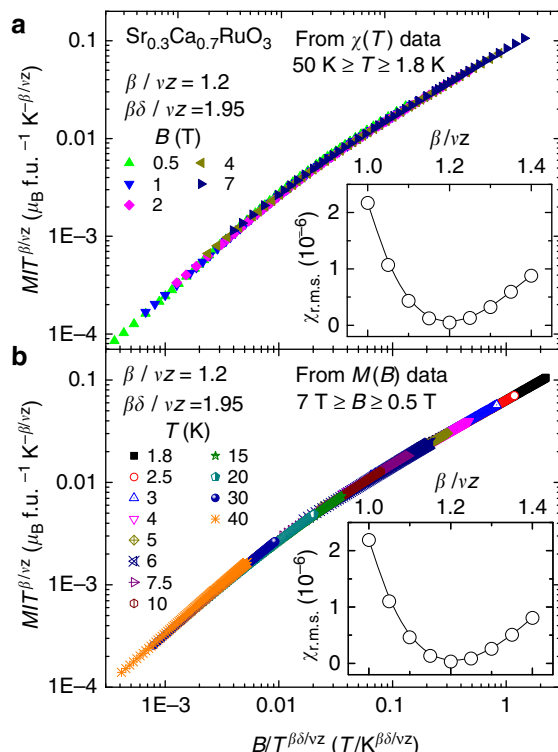 a
Sr0.3Ca0.7RuO3
From χ(T) data
50 K ≥ T ≥ 1.8 K
β / νz = 1.2
βδ / νz =1.95
B (T)
0.5
1
2
4
7
0.1
0.01
1E−3
1E−4
M/T^β/νz (μB f.u. −1 K−β/νz)
β/νz
1.0 1.2 1.4
2
1
0
χr.m.s. (10−6)
b
β / νz = 1.2
βδ / νz =1.95
From M(B) data
7 T ≥ B ≥ 0.5 T
T (K)
1.8
2.5
3
4
5
6
7.5
10
15
20
30
40
0.1
0.01
1E−3
1E−4
M/T^β/νz (μB f.u. −1 K−β/νz)
β/νz
1.0 1.2 1.4
2
1
0
χr.m.s. (10−6)
1E−3 0.01 0.1 1
B/T^βδ/νz (T/K^βδ/νz)